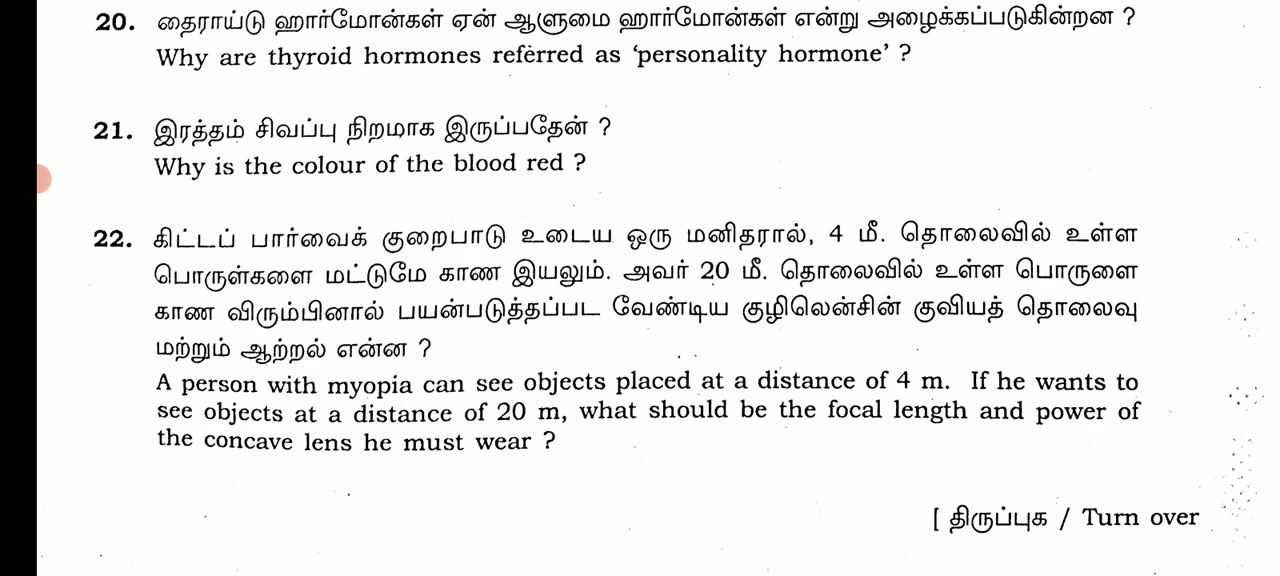 20. தைராய்டு ஹார்மோன்கள் ஏன் ஆளுமை ஹார்மோன்கள் என்று அழைக்கப்படுகின்றன ?
Why are thyroid hormones referred as ‘personality hormone’ ?
21. இரத்தம் சிவப்பு நிறமாக இருப்பதேன் ?
Why is the colour of the blood red ?
22. கிட்டப் பார்வைக் குறைபாடு உடைய ஒரு மனிதரால், 4 மீ. தொலைவில் உள்ள
பொருள்களை மட்டுமே காண இயலும். அவர் 20 மீ. தொலைவில் உள்ள பொருளை
காண விரும்பினால் பயன்படுத்தப்பட வேண்டிய குழிலென்சின் குவியத் தொலைவு
மற்றும் ஆற்றல் என்ன ?
A person with myopia can see objects placed at a distance of 4 m. If he wants to
see objects at a distance of 20 m, what should be the focal length and power of
the concave lens he must wear ?
[ திருப்புக / Turn over